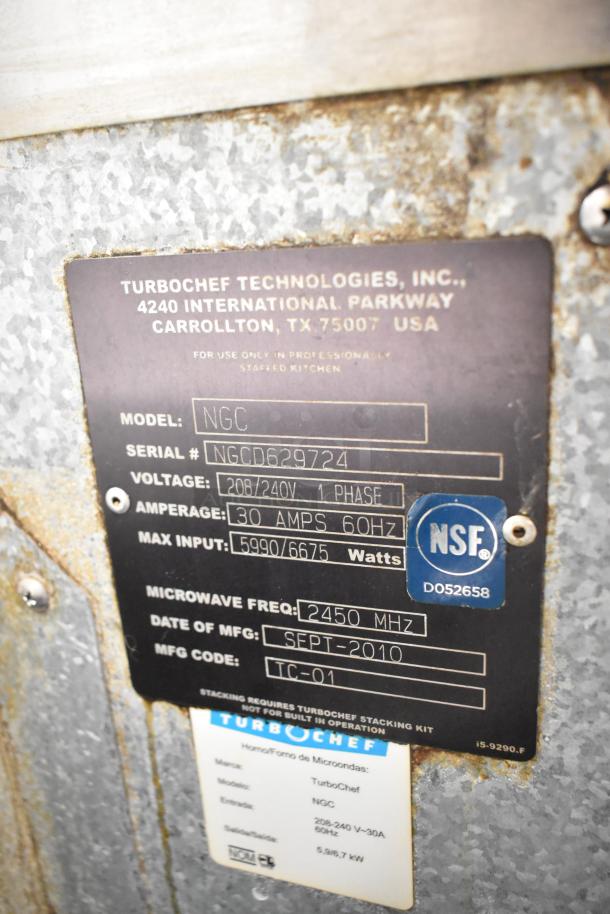 TURBOCHEF TECHNOLOGIES, INC.,
4240 INTERNATIONAL PARKWAY
CARROLLTON, TX 75007 USA
FOR USE ONLY IN PROFESSIONALLY
STAFFED KITCHEN
MODEL: NGC
SERIAL # NGCD629724
VOLTAGE: 208/240V 1 PHASE
AMPERAGE: 30 AMPS 60Hz
MAX INPUT: 5990/6675 Watts
NSF®
D052658
MICROWAVE FREQ: 2450 MHz
DATE OF MFG: SEPT-2010
MFG CODE: TC-01
STACKING REQUIRES TURBOCHEF STACKING KIT
NOT FOR BUILT IN OPERATION
i5-9290.F
TURBOCHEF
Horno/Forno de Microondas:
Marca: TurboChef
Modelo: NGC
Entrada: 208-240 V~30A
60Hz
Salida/Saída: 5,9/6,7 kW
NOM